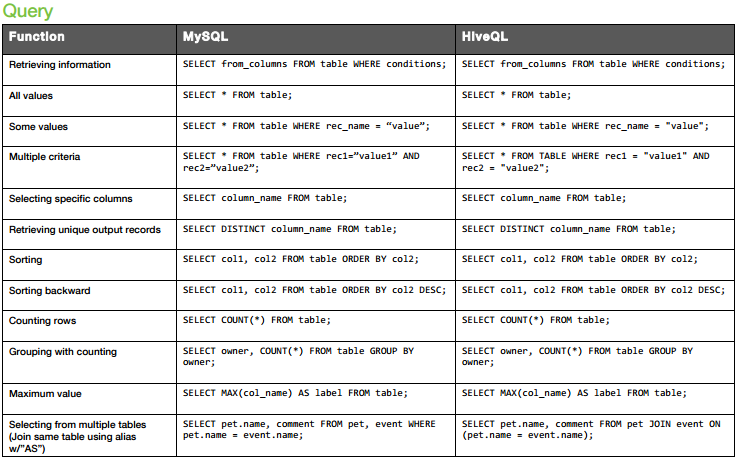 Query
Function MySQL HiveQL
Retrieving information SELECT from_columns FROM table WHERE conditions; SELECT from_columns FROM table WHERE conditions;
All values SELECT * FROM table; SELECT * FROM table;
Some values SELECT * FROM table WHERE rec_name = “value”; SELECT * FROM table WHERE rec_name = "value";
Multiple criteria SELECT * FROM table WHERE rec1=”value1” AND SELECT * FROM TABLE WHERE rec1 = "value1" AND
rec2=”value2”; rec2 = "value2";
Selecting specific columns SELECT column_name FROM table; SELECT column_name FROM table;
Retrieving unique output records SELECT DISTINCT column_name FROM table; SELECT DISTINCT column_name FROM table;
Sorting SELECT col1, col2 FROM table ORDER BY col2; SELECT col1, col2 FROM table ORDER BY col2;
Sorting backward SELECT col1, col2 FROM table ORDER BY col2 DESC; SELECT col1, col2 FROM table ORDER BY col2 DESC;
Counting rows SELECT COUNT(*) FROM table; SELECT COUNT(*) FROM table;
Grouping with counting SELECT owner, COUNT(*) FROM table GROUP BY SELECT owner, COUNT(*) FROM table GROUP BY
owner; owner;
Maximum value SELECT MAX(col_name) AS label FROM table; SELECT MAX(col_name) AS label FROM table;
Selecting from multiple tables SELECT pet.name, comment FROM pet, event WHERE SELECT pet.name, comment FROM pet JOIN event ON
(Join same table using alias pet.name = event.name; (pet.name = event.name);
w/”AS”)